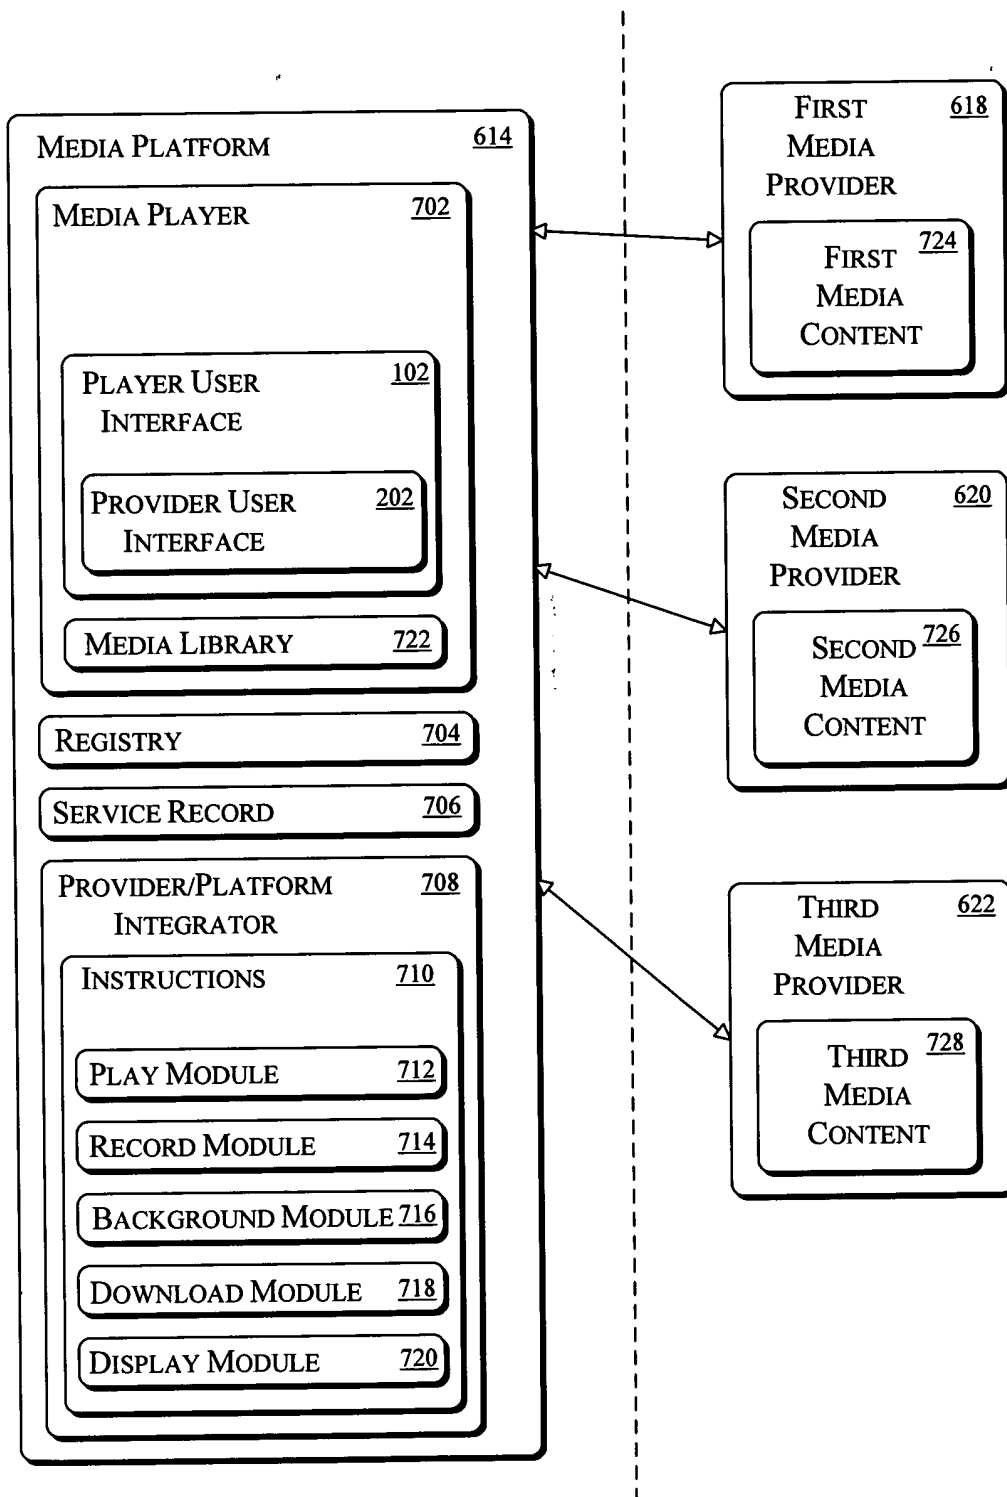 MEDIA PLATFORM 614
MEDIA PLAYER 702
PLAYER USER 102
INTERFACE
PROVIDER USER 202
INTERFACE
MEDIA LIBRARY 722
REGISTRY 704
SERVICE RECORD 706
PROVIDER/PLATFORM 708
INTEGRATOR
INSTRUCTIONS 710
PLAY MODULE 712
RECORD MODULE 714
BACKGROUND MODULE 716
DOWNLOAD MODULE 718
DISPLAY MODULE 720
FIRST 618
MEDIA
PROVIDER
FIRST 724
MEDIA
CONTENT
SECOND 620
MEDIA
PROVIDER
SECOND 726
MEDIA
CONTENT
THIRD 622
MEDIA
PROVIDER
THIRD 728
MEDIA
CONTENT